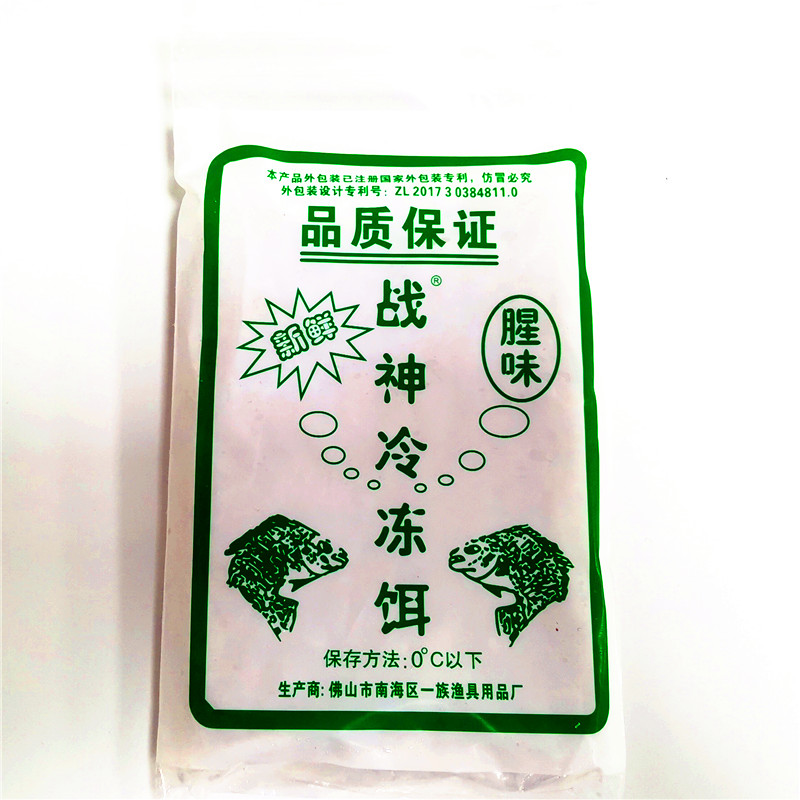 本产品外包装已注册国家外包装专利，仿冒必究
外包装设计专利号：ZL 2017 3 0384811.0
品质保证
新鲜
战神冷冻饵®
腥味
保存方法：0°C以下
生产商：佛山市南海区一族渔具用品厂